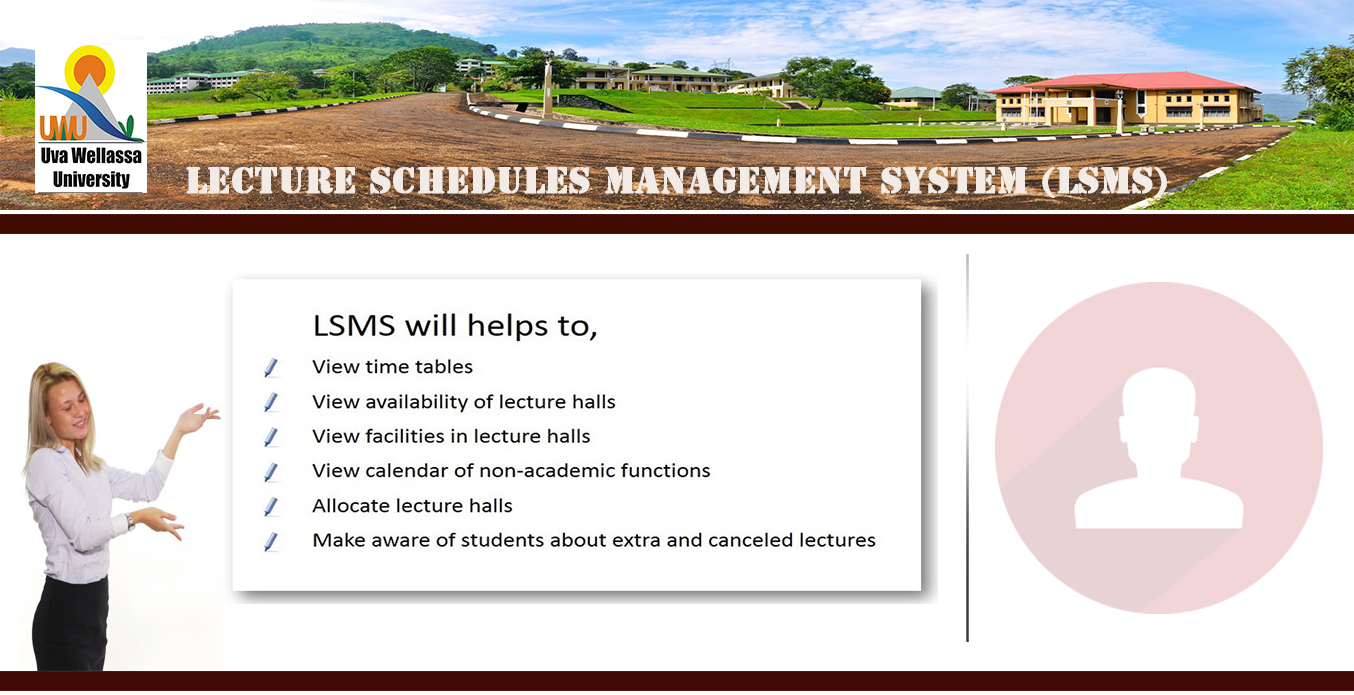 UWU
Uva Wellassa
University
LECTURE SCHEDULES MANAGEMENT SYSTEM (LSMS)
LSMS will helps to,
View time tables
View availability of lecture halls
View facilities in lecture halls
View calendar of non-academic functions
Allocate lecture halls
Make aware of students about extra and canceled lectures